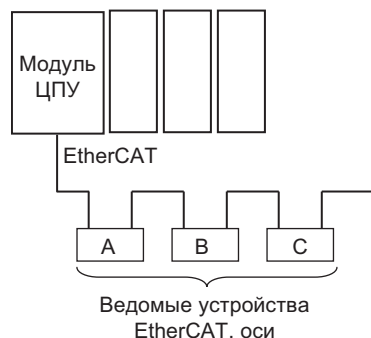 Модуль
ЦПУ
EtherCAT
A
B
C
Ведомые устройства
EtherCAT, оси